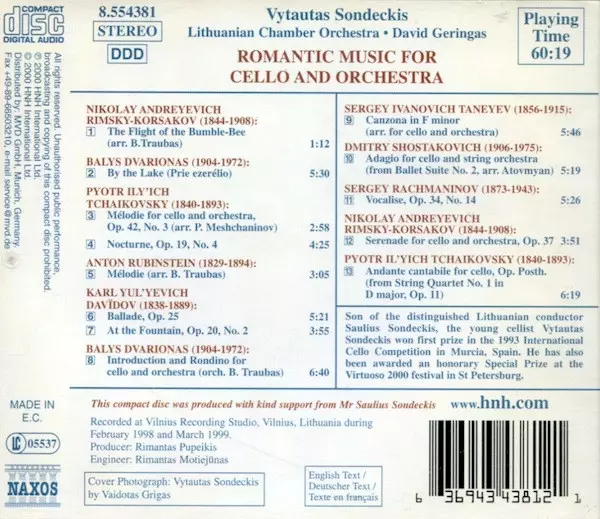 COMPACT
disc
DIGITAL AUDIO
8.554381
STEREO
DDD
Vytautas Sondeckis
Lithuanian Chamber Orchestra • David Geringas
ROMANTIC MUSIC FOR
CELLO AND ORCHESTRA
Playing
Time
60:19
All rights reserved. Unauthorised public performance,
broadcasting and copying of this compact disc prohibited.
℗ 2000 HNH International Ltd.
© 2000 HNH International Ltd.
Distributed by: MVD GmbH, Munich, Germany.
Fax +49-89-66503210, e-mail service@mvd.de
NIKOLAY ANDREYEVICH
RIMSKY-KORSAKOV (1844-1908):
1 The Flight of the Bumble-Bee
(arr. B.Traubas) 1:12
BALYS DVARIONAS (1904-1972):
2 By the Lake (Prie ezerélio) 5:30
PYOTR IL'Y'ICH
TCHAIKOVSKY (1840-1893):
3 Mélodie for cello and orchestra,
Op. 42, No. 3 (arr. P. Meshchaninov) 2:58
4 Nocturne, Op. 19, No. 4 4:25
ANTON RUBINSTEIN (1829-1894):
5 Mélodie (arr. B. Traubas) 3:05
KARL YUL'YEVICH
DAVÏDOV (1838-1889):
6 Ballade, Op. 25 5:21
7 At the Fountain, Op. 20, No. 2 3:55
BALYS DVARIONAS (1904-1972):
8 Introduction and Rondino for
cello and orchestra (orch. B. Traubas) 6:40
SERGEY IVANOVICH TANEYEV (1856-1915):
9 Canzona in F minor
(arr. for cello and orchestra) 5:46
DMITRY SHOSTAKOVICH (1906-1975):
10 Adagio for cello and string orchestra
(from Ballet Suite No. 2, arr. Atovmyan) 5:19
SERGEY RACHMANINOV (1873-1943):
11 Vocalise, Op. 34, No. 14 5:26
NIKOLAY ANDREYEVICH
RIMSKY-KORSAKOV (1844-1908):
12 Serenade for cello and orchestra, Op. 37 3:51
PYOTR IL'YICH TCHAIKOVSKY (1840-1893):
13 Andante cantabile for cello, Op. Posth.
(from String Quartet No. 1 in
D major, Op. 11) 6:19
Son of the distinguished Lithuanian conductor
Saulius Sondeckis, the young cellist Vytautas
Sondeckis won first prize in the 1993 International
Cello Competition in Murcia, Spain. He has also
been awarded an honorary Special Prize at the
Virtuoso 2000 festival in St Petersburg.
MADE IN
E.C.
LC 05537
NAXOS
This compact disc was produced with kind support from Mr Saulius Sondeckis
www.hnh.com
Recorded at Vilnius Recording Studio, Vilnius, Lithuania during
February 1998 and March 1999.
Producer: Rimantas Pupeikis
Engineer: Rimantas Motiejūnas
Cover Photograph: Vytautas Sondeckis
by Vaidotas Grigas
English Text /
Deutscher Text /
Texte en français
6 36943 43812 1